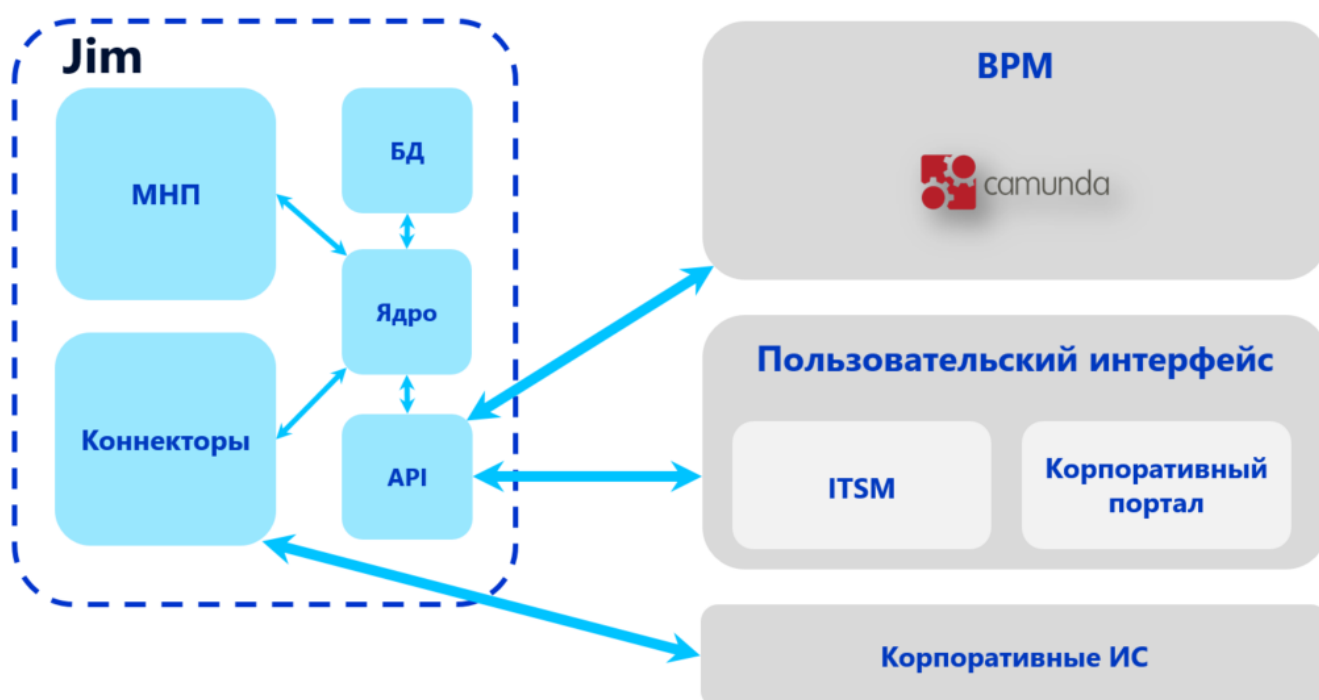 Jim
МНП
БД
Ядро
Коннекторы
API
BPM
camunda
Пользовательский интерфейс
ITSM
Корпоративный
портал
Корпоративные ИС